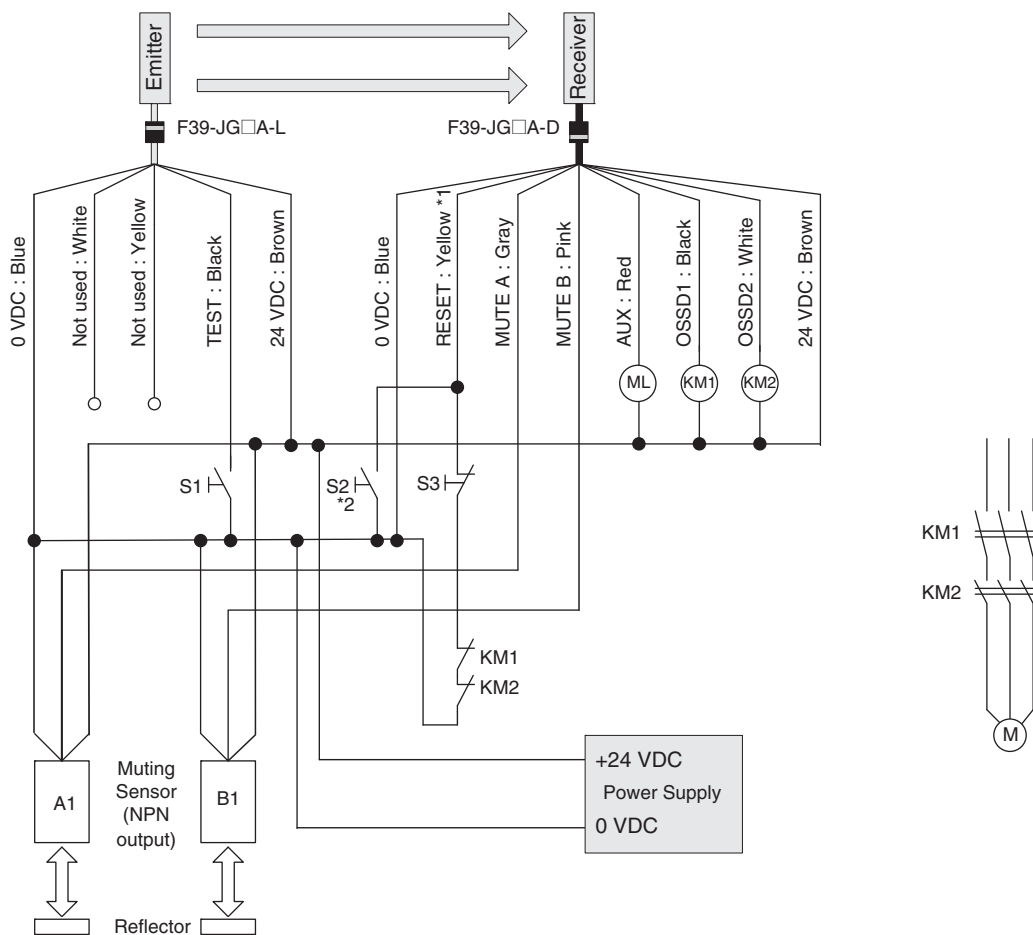 Emitter
Receiver
F39-JG□A-L
F39-JG□A-D
0 VDC : Blue
Not used : White
Not used : Yellow
TEST : Black
24 VDC : Brown
0 VDC : Blue
RESET : Yellow *1
MUTE A : Gray
MUTE B : Pink
AUX : Red
OSSD1 : Black
OSSD2 : White
24 VDC : Brown
ML
KM1
KM2
S1
S2
*2
S3
KM1
KM2
KM1
KM2
M
+24 VDC
Power Supply
0 VDC
A1
Muting
Sensor
(NPN
output)
B1
Reflector